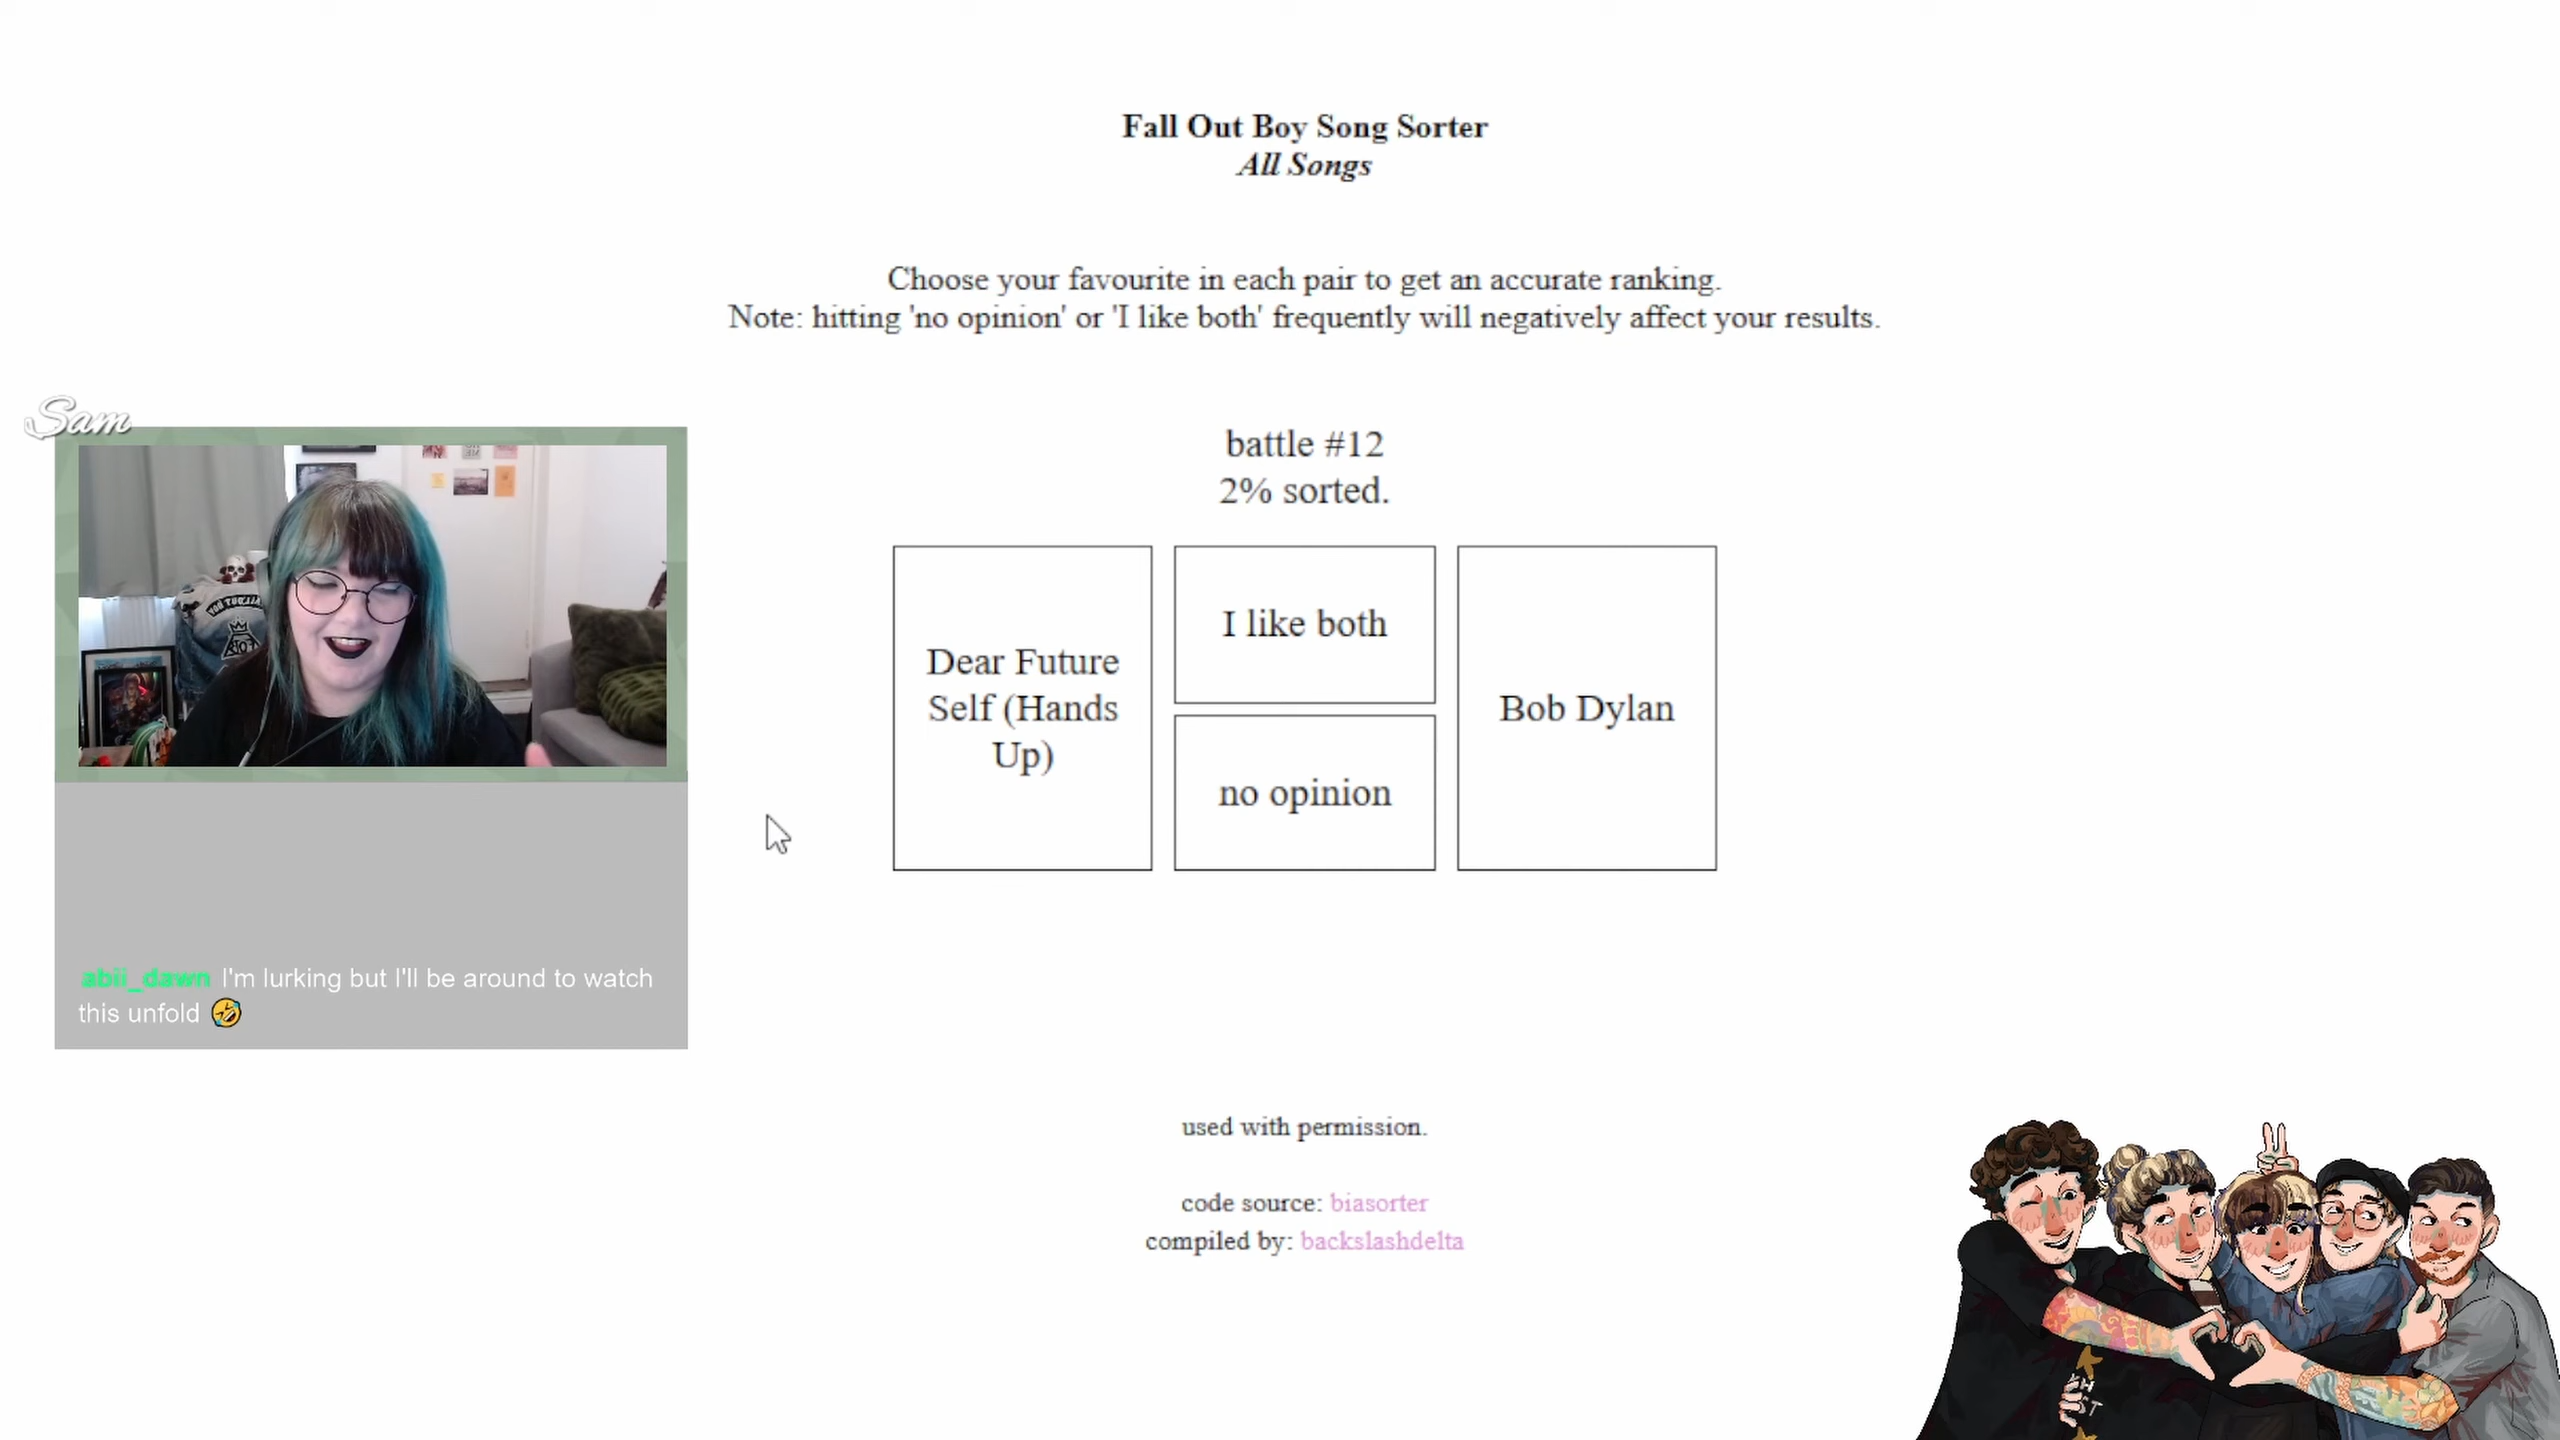 Fall Out Boy Song Sorter
All Songs
Choose your favourite in each pair to get an accurate ranking.
Note: hitting 'no opinion' or 'I like both' frequently will negatively affect your results.
Sam
battle #12
2% sorted.
Dear Future
Self (Hands
Up)
I like both
no opinion
Bob Dylan
abii_dawn I'm lurking but I'll be around to watch
this unfold 🤣
used with permission.
code source: biasorter
compiled by: backslashdelta